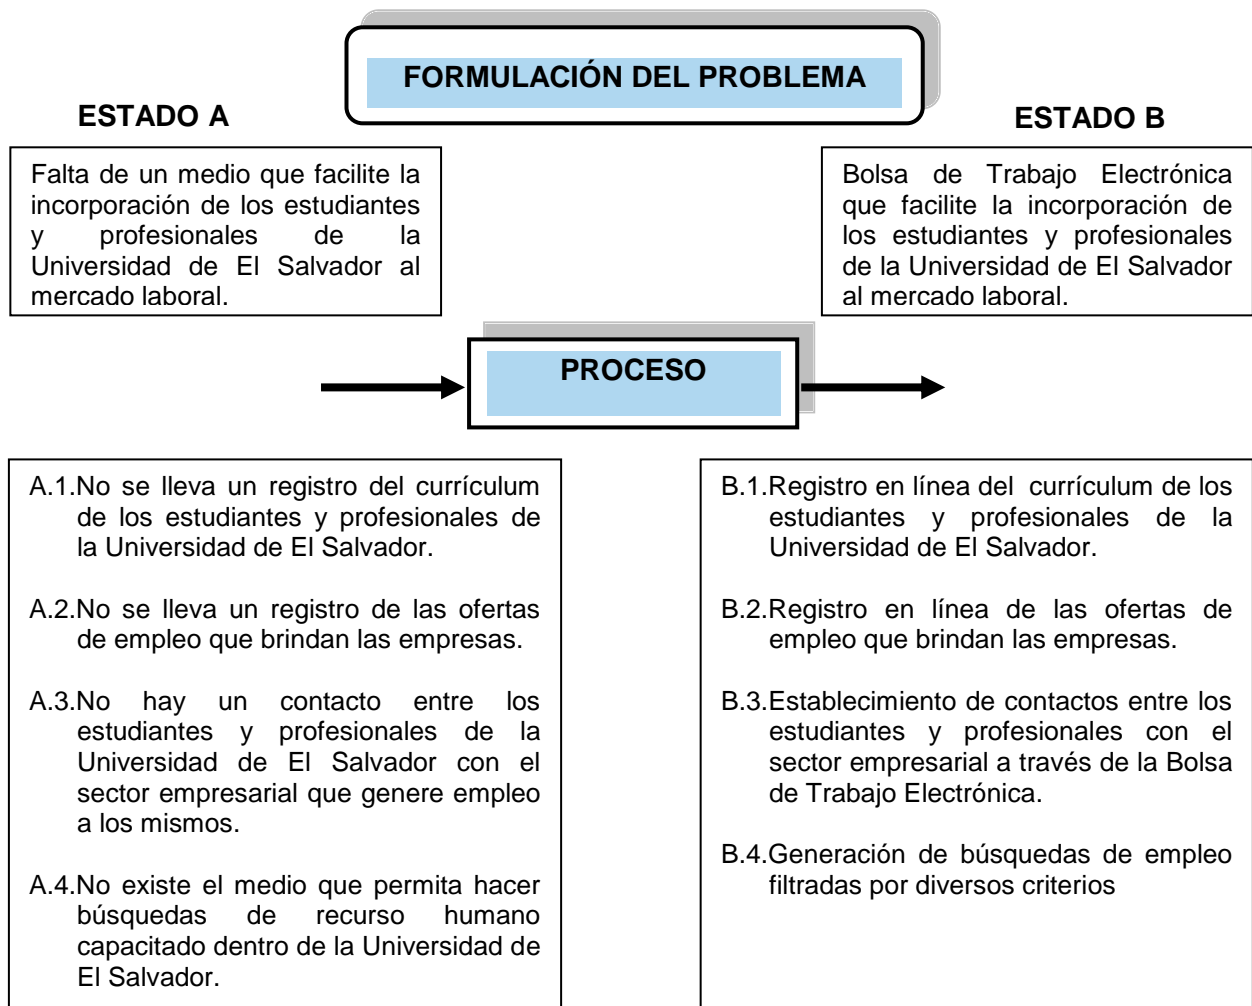 FORMULACIÓN DEL PROBLEMA
ESTADO A
ESTADO B
Falta de un medio que facilite la
incorporación de los estudiantes
y profesionales de la
Universidad de El Salvador al
mercado laboral.
Bolsa de Trabajo Electrónica
que facilite la incorporación de
los estudiantes y profesionales
de la Universidad de El Salvador
al mercado laboral.
PROCESO
A.1.No se lleva un registro del currículum
de los estudiantes y profesionales de
la Universidad de El Salvador.
A.2.No se lleva un registro de las ofertas
de empleo que brindan las empresas.
A.3.No hay un contacto entre los
estudiantes y profesionales de la
Universidad de El Salvador con el
sector empresarial que genere empleo
a los mismos.
A.4.No existe el medio que permita hacer
búsquedas de recurso humano
capacitado dentro de la Universidad de
El Salvador.
B.1.Registro en línea del currículum de los
estudiantes y profesionales de la
Universidad de El Salvador.
B.2.Registro en línea de las ofertas de
empleo que brindan las empresas.
B.3.Establecimiento de contactos entre los
estudiantes y profesionales con el
sector empresarial a través de la Bolsa
de Trabajo Electrónica.
B.4.Generación de búsquedas de empleo
filtradas por diversos criterios